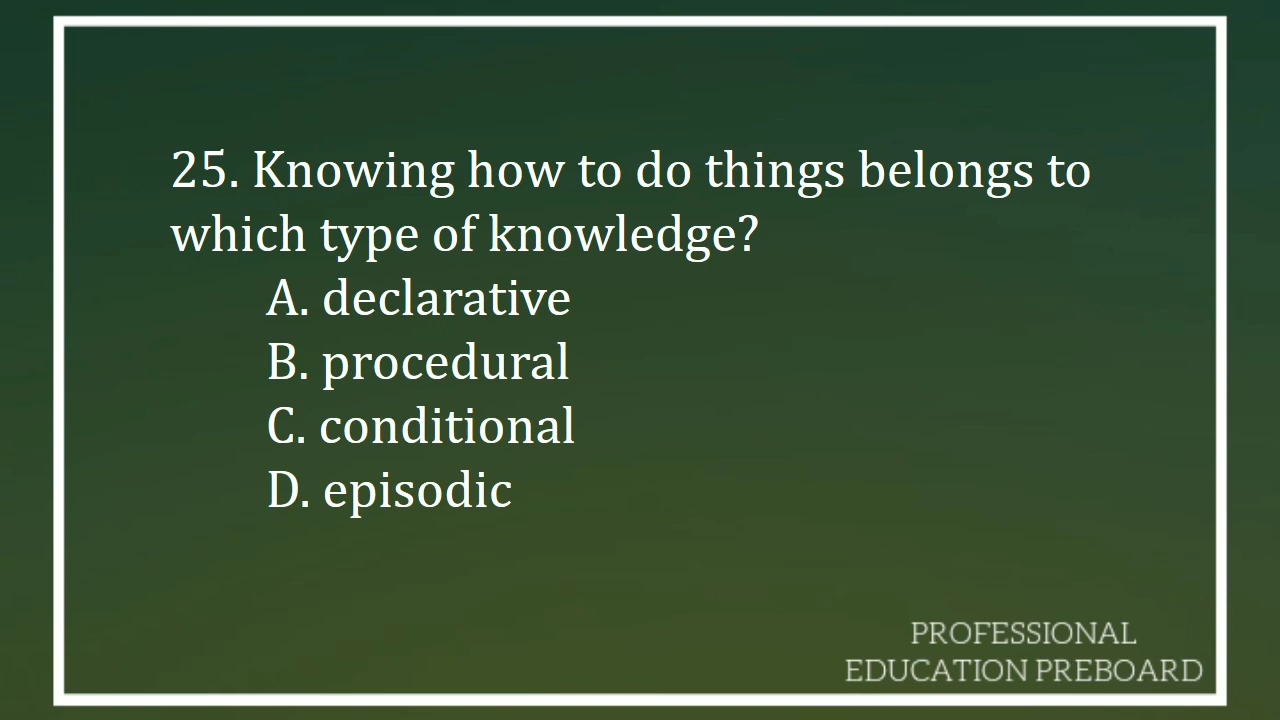 25. Knowing how to do things belongs to
which type of knowledge?
A. declarative
B. procedural
C. conditional
D. episodic
PROFESSIONAL
EDUCATION PREBOARD